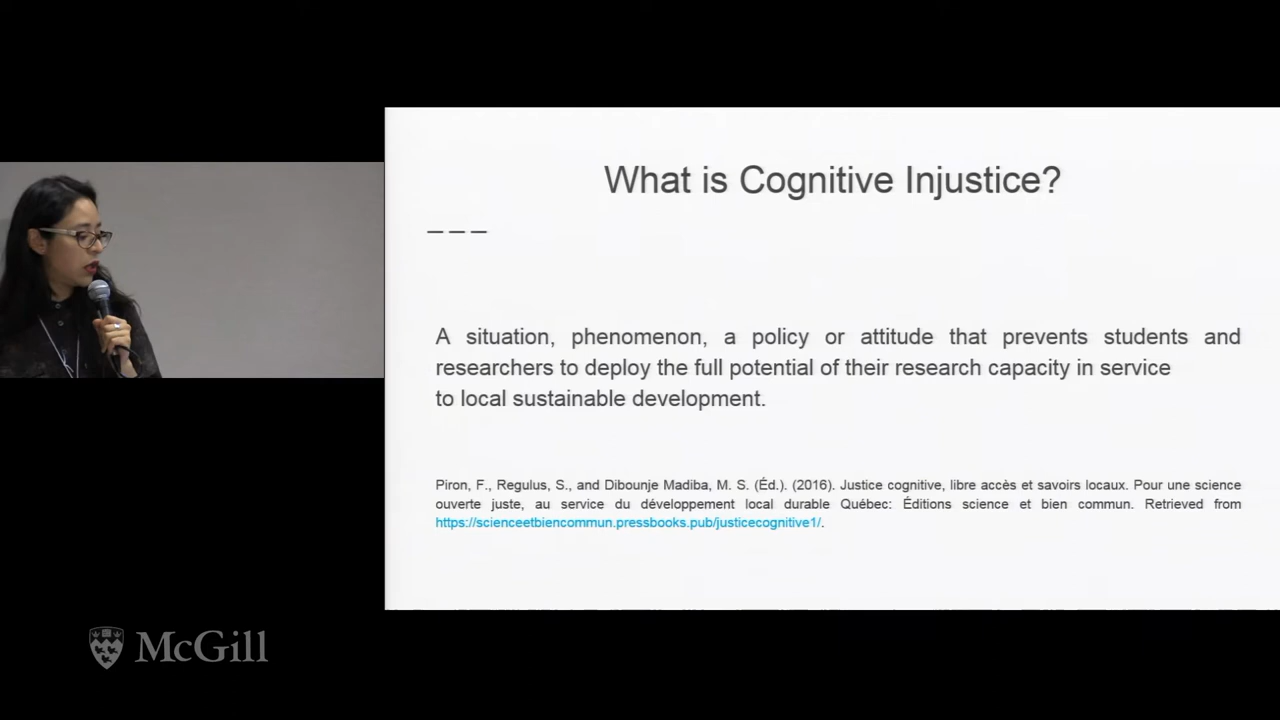 What is Cognitive Injustice?
A situation, phenomenon, a policy or attitude that prevents students and
researchers to deploy the full potential of their research capacity in service
to local sustainable development.
Piron, F., Regulus, S., and Dibounje Madiba, M. S. (Éd.). (2016). Justice cognitive, libre accès et savoirs locaux. Pour une science
ouverte juste, au service du développement local durable Québec: Éditions science et bien commun. Retrieved from
https://scienceetbiencommun.pressbooks.pub/justicecognitive1/.
McGill